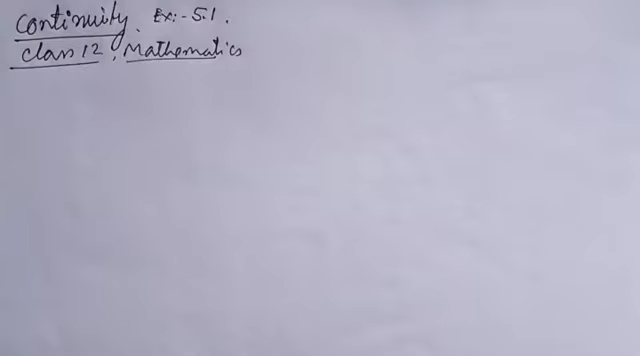 Continuity. Ex:- 5.1.
Class 12, Mathematics